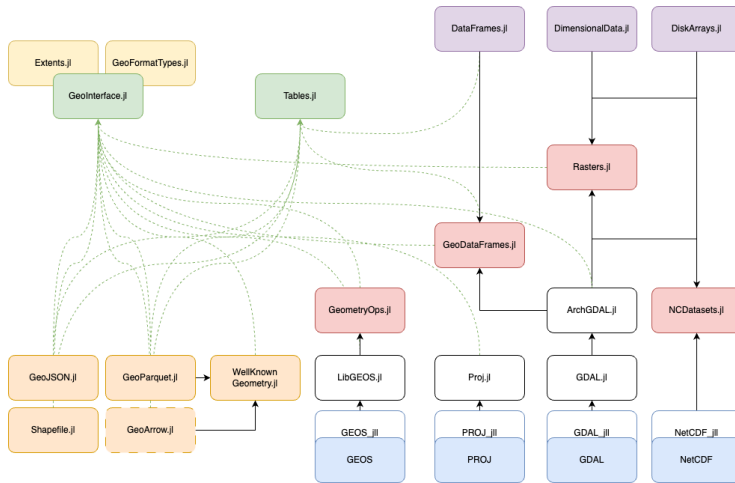 DataFrames.jl
DimensionalData.jl
DiskArrays.jl
Extents.jl
GeoFormatTypes.jl
GeoInterface.jl
Tables.jl
Rasters.jl
GeoDataFrames.jl
GeometryOps.jl
ArchGDAL.jl
NCDatasets.jl
GeoJSON.jl
GeoParquet.jl
WellKnown
Geometry.jl
LibGEOS.jl
Proj.jl
GDAL.jl
Shapefile.jl
GeoArrow.jl
GEOS_jll
PROJ_jll
GDAL_jll
NetCDF_jll
GEOS
PROJ
GDAL
NetCDF